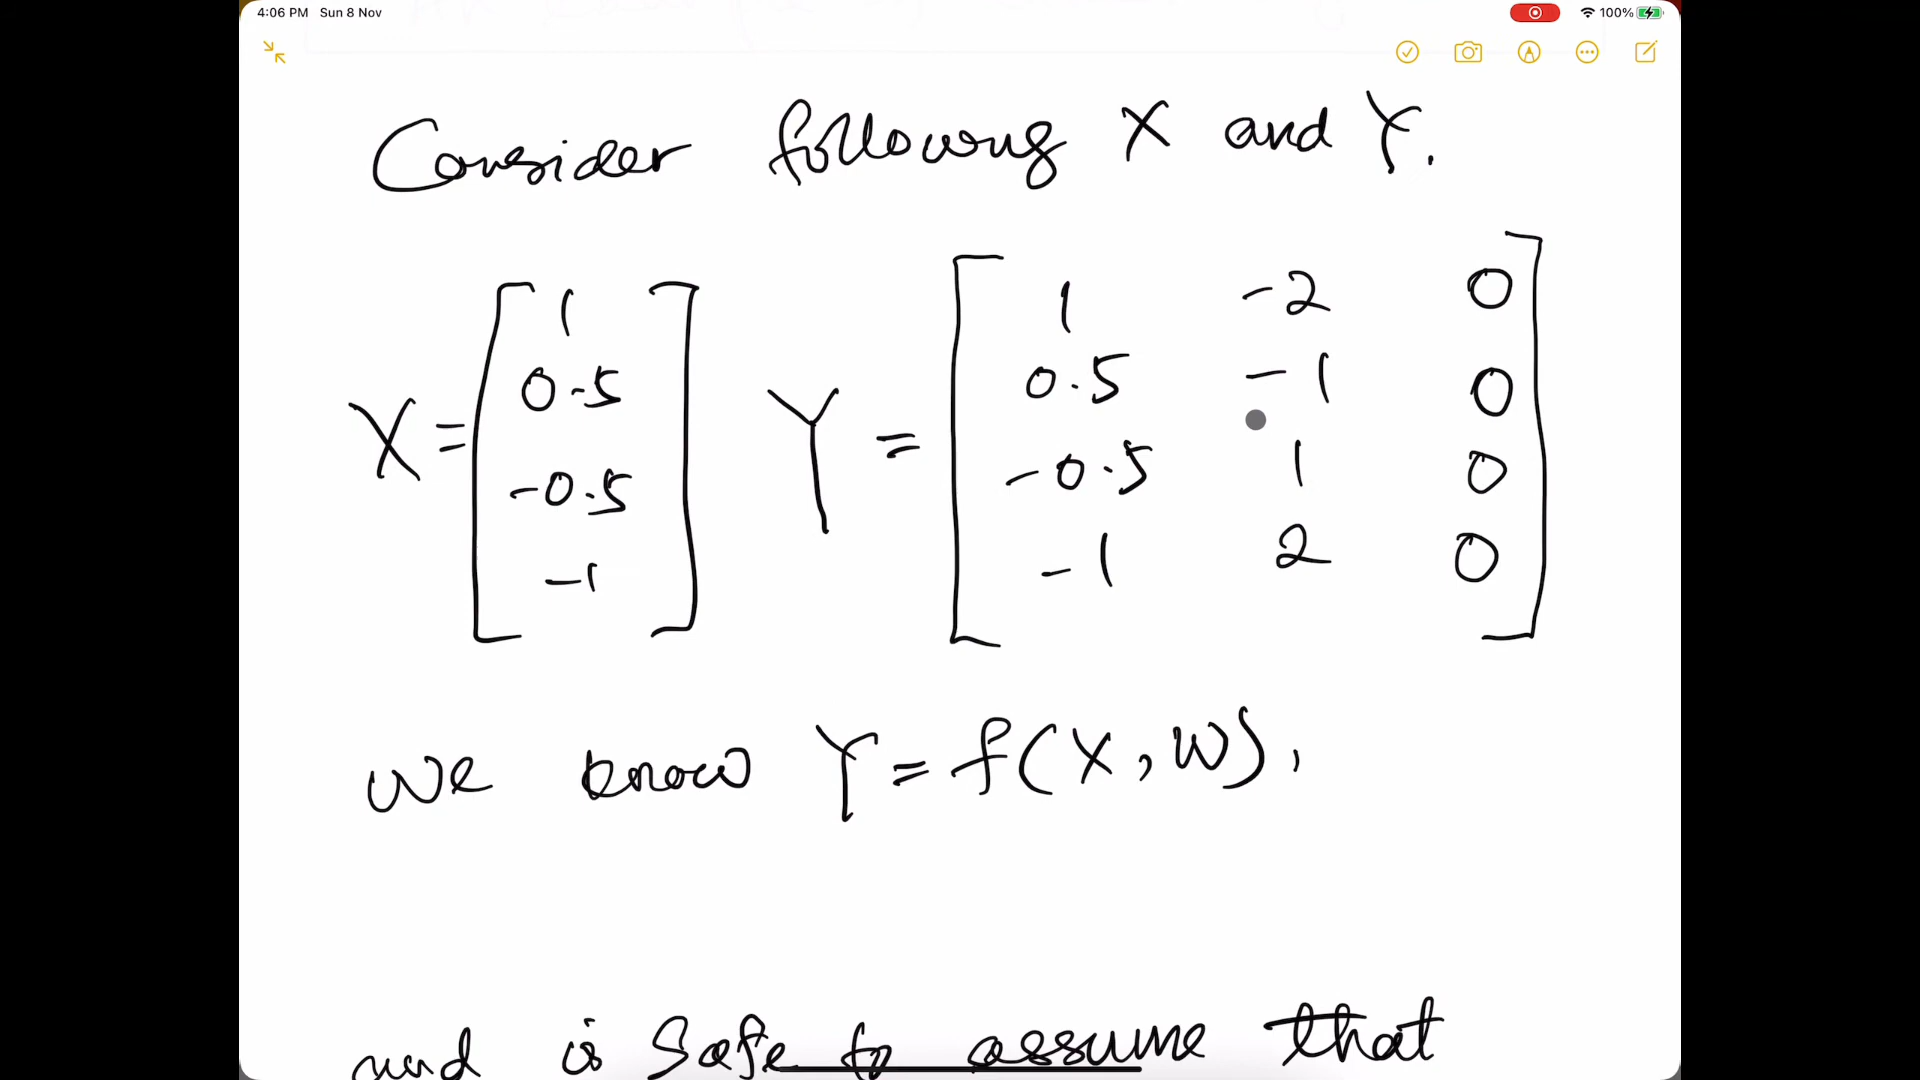 4:06 PM Sun 8 Nov 100%
Consider following X and Y.
X = [ 1 Y = [ 1 -2 0
0.5 0.5 -1 0
-0.5 -0.5 1 0
-1 ] -1 2 0 ]
we know Y = f(X, W),
and is safe to assume that